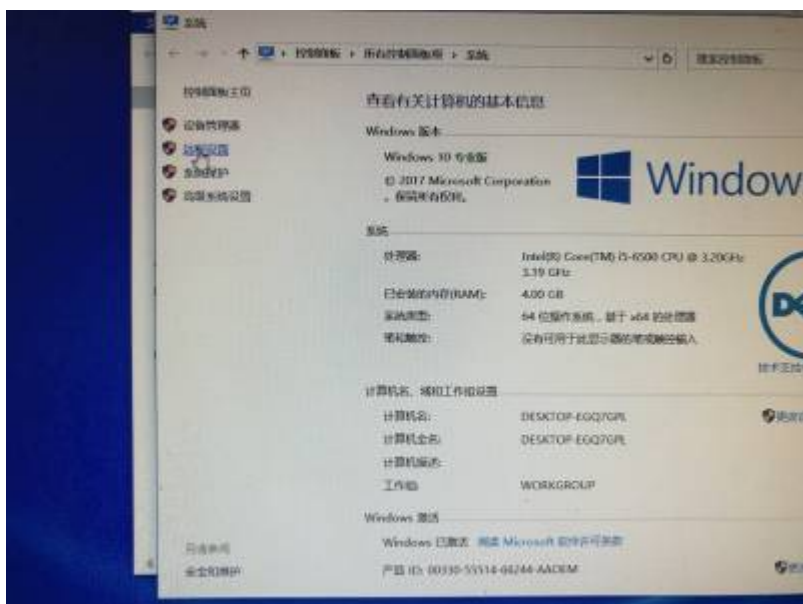 系统
控制面板 › 所有控制面板项 › 系统
搜索控制面板
控制面板主页
设备管理器
远程设置
系统保护
高级系统设置
查看有关计算机的基本信息
Windows 版本
Windows 10 专业版
© 2017 Microsoft Corporation
。保留所有权利。
Window
系统
处理器:
Intel(R) Core(TM) i5-6500 CPU @ 3.20GHz
3.19 GHz
已安装的内存(RAM):
4.00 GB
系统类型:
64 位操作系统，基于 x64 的处理器
笔和触控:
没有可用于此显示器的笔或触控输入
技术支持
计算机名、域和工作组设置
计算机名:
DESKTOP-EGQ7GPL
计算机全名:
DESKTOP-EGQ7GPL
计算机描述:
工作组:
WORKGROUP
Windows 激活
Windows 已激活 阅读 Microsoft 软件许可条款
产品 ID: 00330-55514-66244-AAOEM
另请参阅
安全和维护